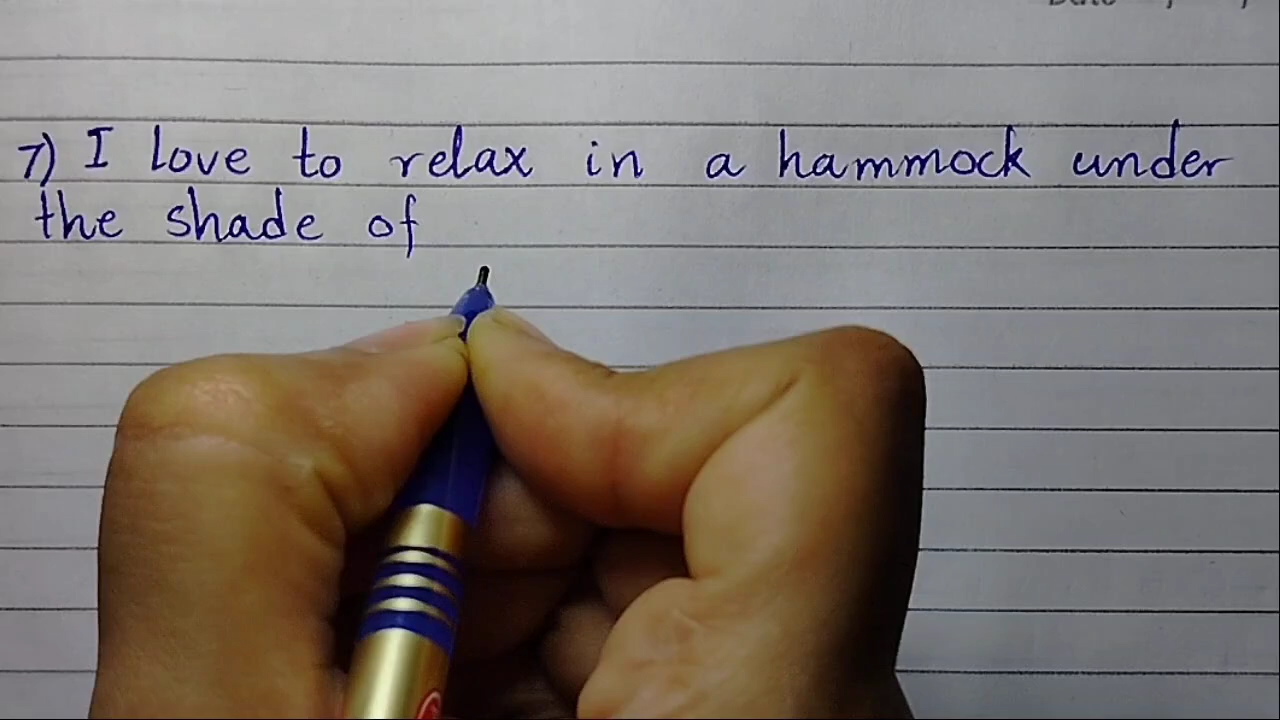 7) I love to relax in a hammock under
the shade of